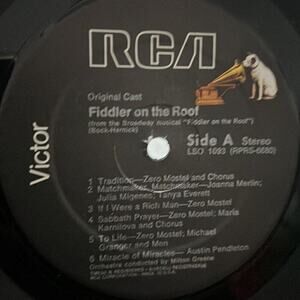 RCA
Victor
Original Cast
Fiddler on the Roof
(from the Broadway musical "Fiddler on the Roof")
(Bock-Harnick)
Side A Stereo
LSO 1093 (RPRS-6680)
1 Tradition—Zero Mostel and Chorus
2 Matchmaker, Matchmaker—Joanna Merlin;
Julia Migenes; Tanya Everett
3 If I Were a Rich Man—Zero Mostel
4 Sabbath Prayer—Zero Mostel; Maria
Karnilova and Chorus
5 To Life—Zero Mostel; Michael
Granger and Men
6 Miracle of Miracles—Austin Pendleton
Orchestra conducted by Milton Greene